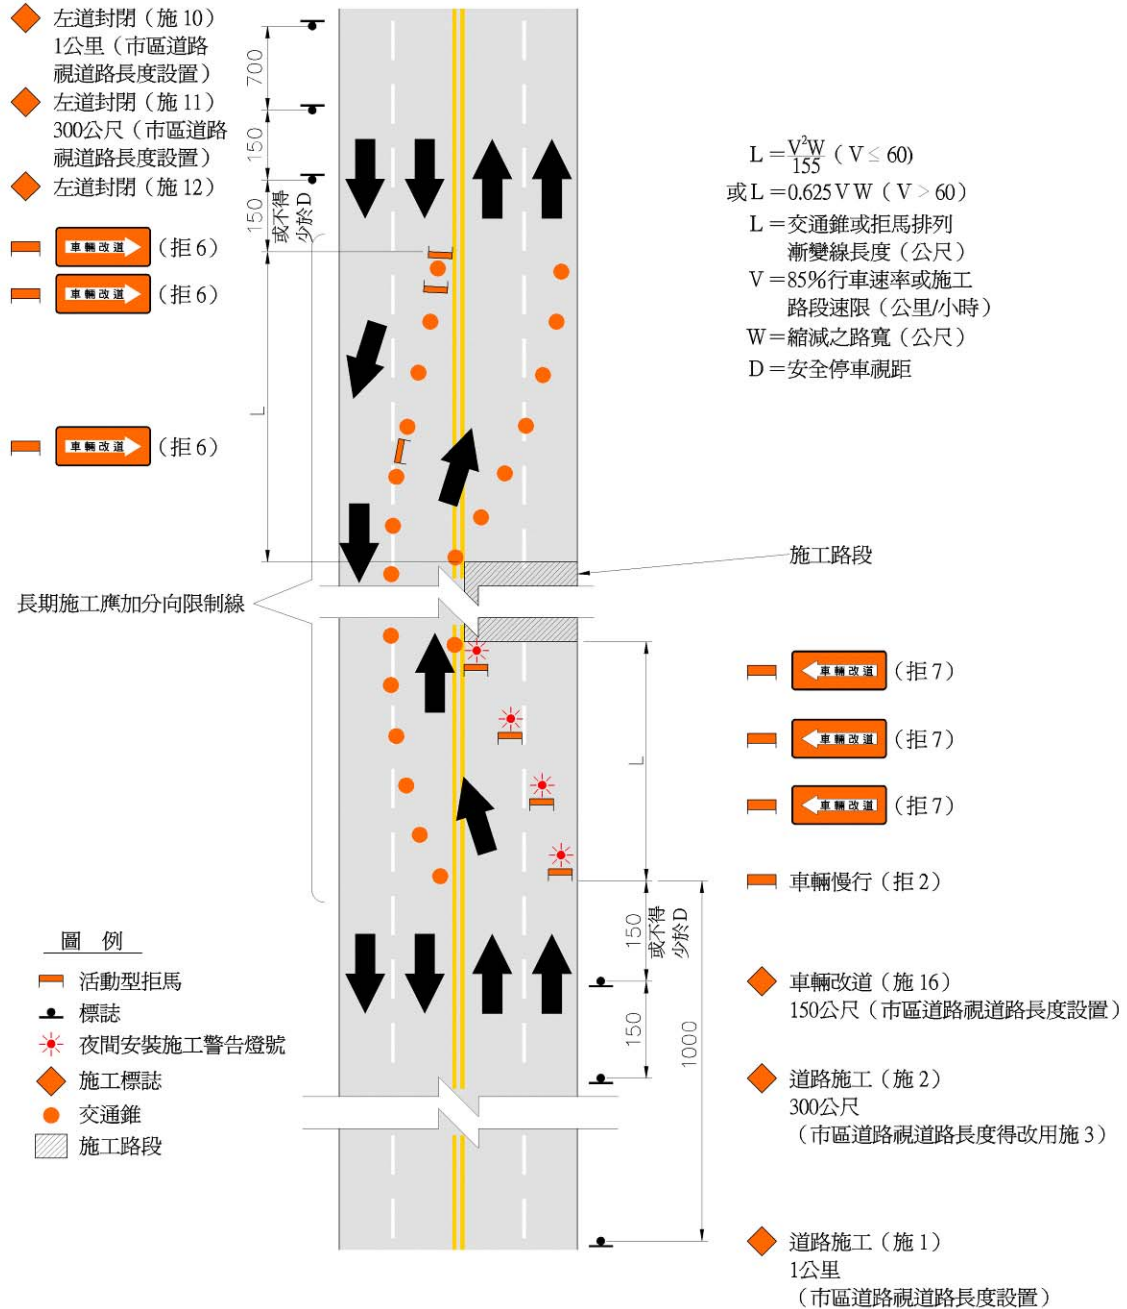 左道封閉（施 10）
1公里（市區道路
視道路長度設置）
左道封閉（施 11）
300公尺（市區道路
視道路長度設置）
左道封閉（施 12）
車輛改道 （拒 6）
車輛改道 （拒 6）
車輛改道 （拒 6）
700
150
150
或不得
少於D
L
L＝V²W/155（V ≤ 60）
或 L＝0.625 V W（V > 60）
L＝交通錐或拒馬排列
漸變線長度（公尺）
V＝85%行車速率或施工
路段速限（公里/小時）
W＝縮減之路寬（公尺）
D＝安全停車視距
施工路段
長期施工應加分向限制線
L
車輛改道 （拒 7）
車輛改道 （拒 7）
車輛改道 （拒 7）
車輛慢行（拒 2）
150
或不得
少於D
150
1000
車輛改道（施 16）
150公尺（市區道路視道路長度設置）
道路施工（施 2）
300公尺
（市區道路視道路長度得改用施 3）
道路施工（施 1）
1公里
（市區道路視道路長度設置）
圖 例
活動型拒馬
標誌
夜間安裝施工警告燈號
施工標誌
交通錐
施工路段